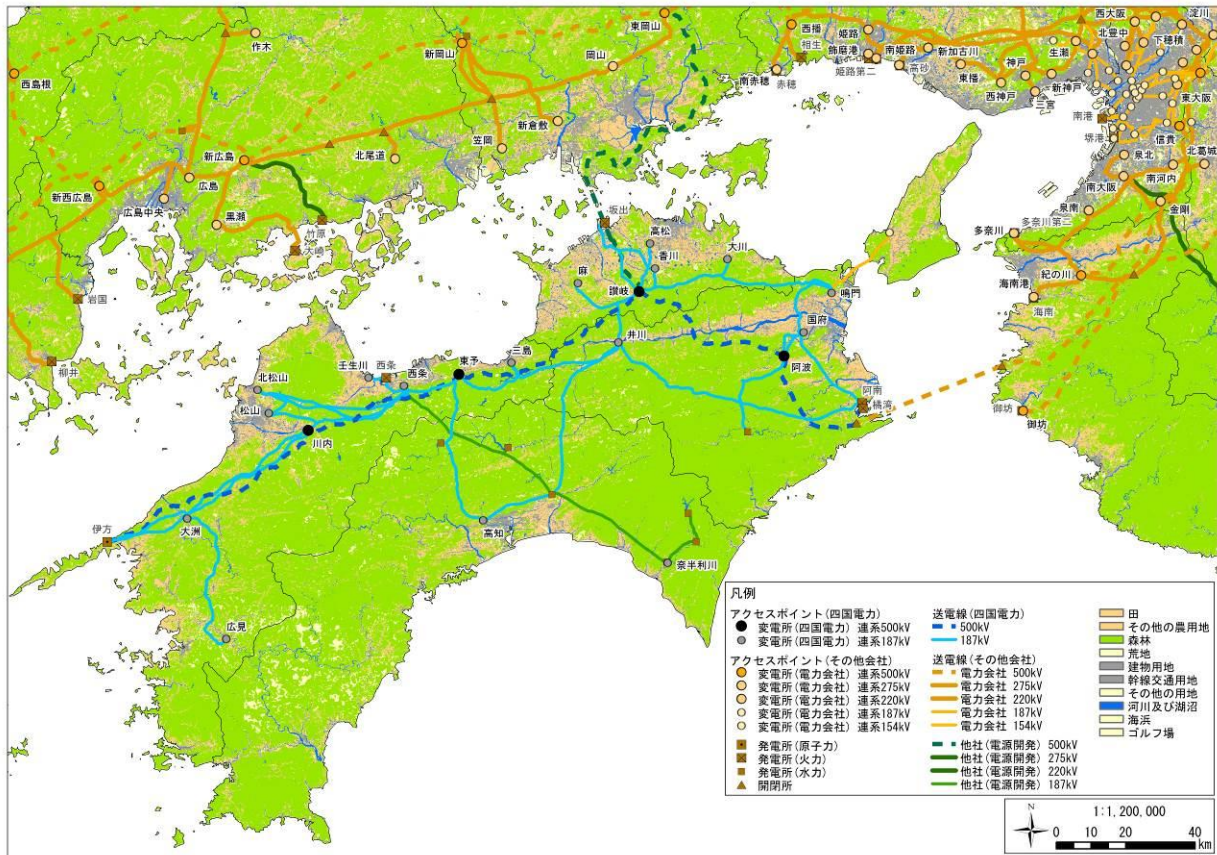 作木
新岡山
東岡山
岡山
西島根
新倉敷
笠岡
北尾道
新広島
広島
新西広島
広島中央
黒瀬
竹原
大崎
岩国
柳井
西播
相生
姫路
飾磨港
南姫路
姫路第二
高砂
新加古川
南赤穂
赤穂
東播
神戸
西神戸
三宮
新神戸
生瀬
西大阪
淀川
北豊中
下穂積
東大阪
南港
堺港
信貴
北葛城
泉北
南河内
南大阪
泉南
金剛
多奈川第二
多奈川
紀の川
海南港
海南
御坊
御坊
坂出
高松
香川
大川
麻
讃岐
鳴門
国府
井川
阿波
阿南
橘湾
三島
東予
西条
西条
壬生川
北松山
松山
川内
伊方
大洲
広見
高知
奈半利川
凡例
アクセスポイント(四国電力)
変電所(四国電力) 連系500kV
変電所(四国電力) 連系187kV
アクセスポイント(その他会社)
変電所(電力会社) 連系500kV
変電所(電力会社) 連系275kV
変電所(電力会社) 連系220kV
変電所(電力会社) 連系187kV
変電所(電力会社) 連系154kV
発電所(原子力)
発電所(火力)
発電所(水力)
開閉所
送電線(四国電力)
500kV
187kV
送電線(その他会社)
電力会社 500kV
電力会社 275kV
電力会社 220kV
電力会社 187kV
電力会社 154kV
他社(電源開発) 500kV
他社(電源開発) 275kV
他社(電源開発) 220kV
他社(電源開発) 187kV
田
その他の農用地
森林
荒地
建物用地
幹線交通用地
その他の用地
河川及び湖沼
海浜
ゴルフ場
N
1:1,200,000
0 10 20 40
km